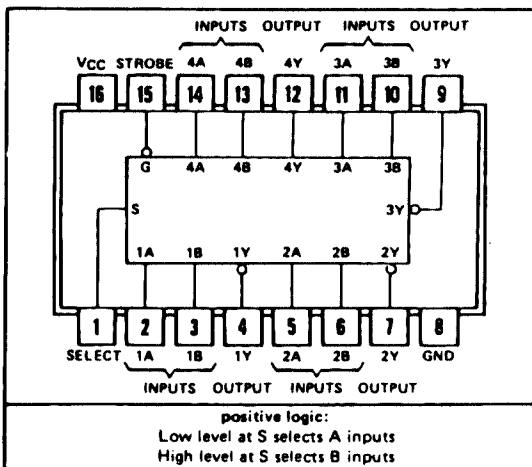 INPUTS OUTPUT INPUTS OUTPUT
VCC STROBE 4A 4B 4Y 3A 3B 3Y
16 15 14 13 12 11 10 9
G 4A 4B 4Y 3A 3B
S 3Y
1A 1B 1Y 2A 2B 2Y
1 2 3 4 5 6 7 8
SELECT 1A 1B 1Y 2A 2B 2Y GND
INPUTS OUTPUT INPUTS OUTPUT
positive logic:
Low level at S selects A inputs
High level at S selects B inputs